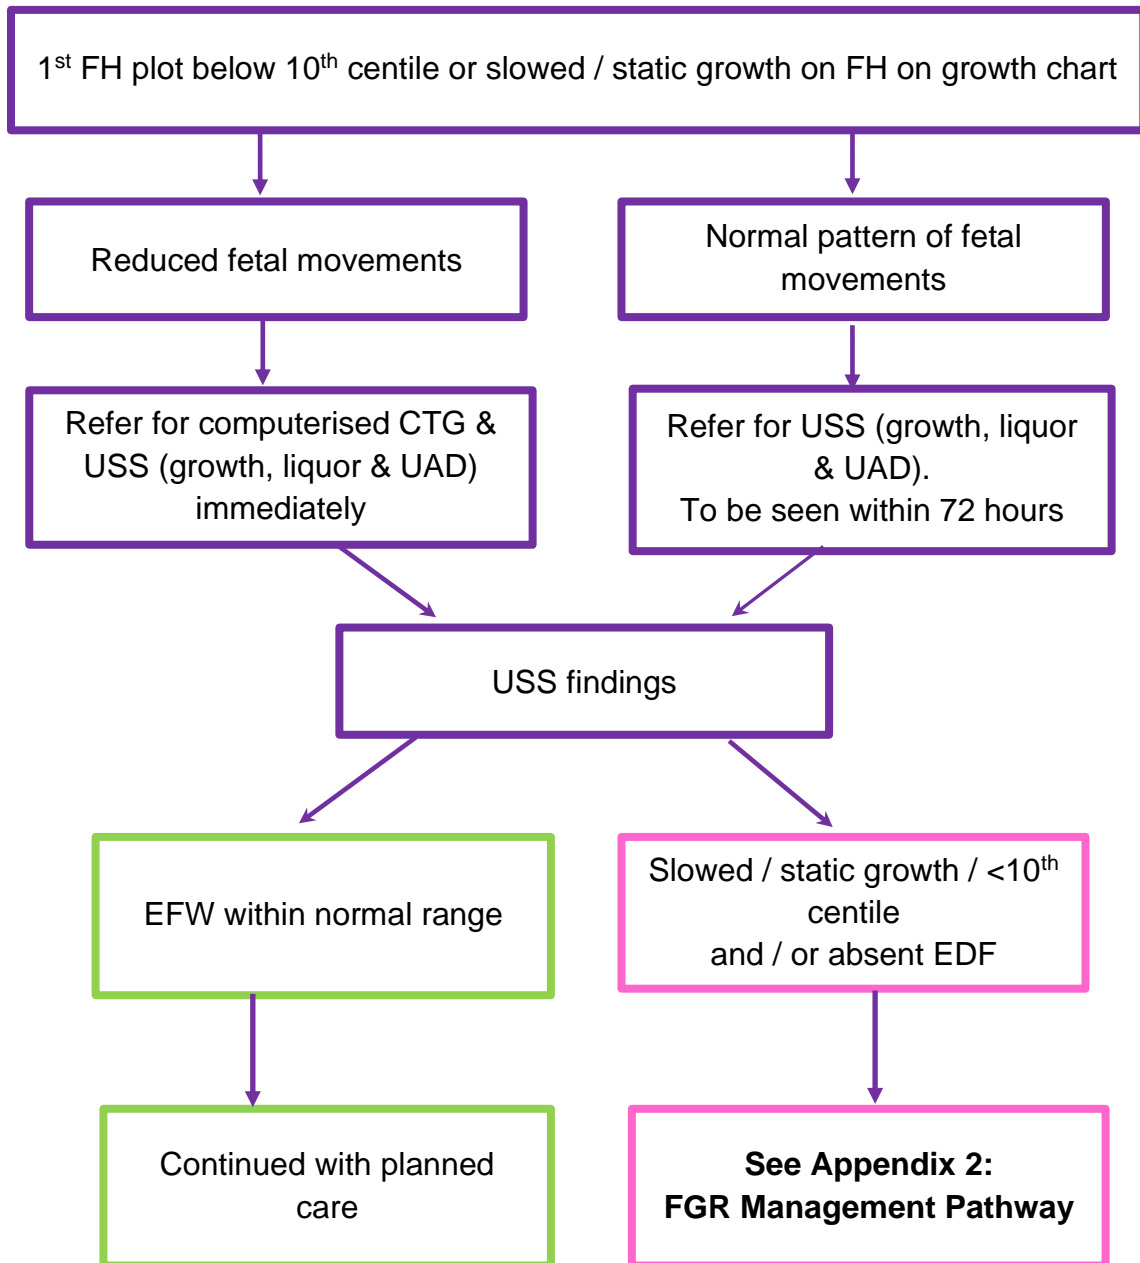 1st FH plot below 10th centile or slowed / static growth on FH on growth chart
Reduced fetal movements
Normal pattern of fetal
movements
Refer for computerised CTG &
USS (growth, liquor & UAD)
immediately
Refer for USS (growth, liquor
& UAD).
To be seen within 72 hours
USS findings
EFW within normal range
Slowed / static growth / <10th
centile
and / or absent EDF
Continued with planned
care
See Appendix 2:
FGR Management Pathway